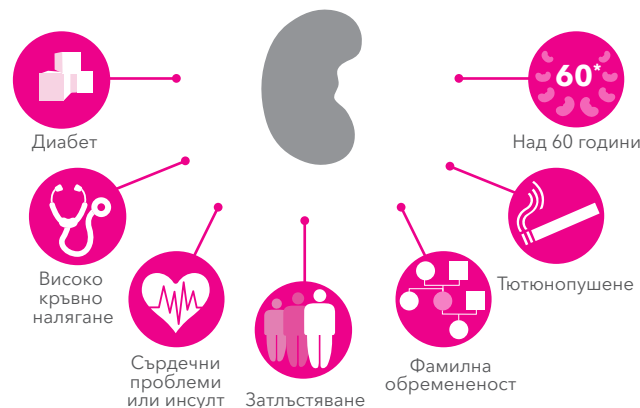 60*
Диабет
Над 60 години
Високо
кръвно
налягане
Тютюнопушене
Сърдечни
проблеми
или инсулт
Затлъстяване
Фамилна
обремененост